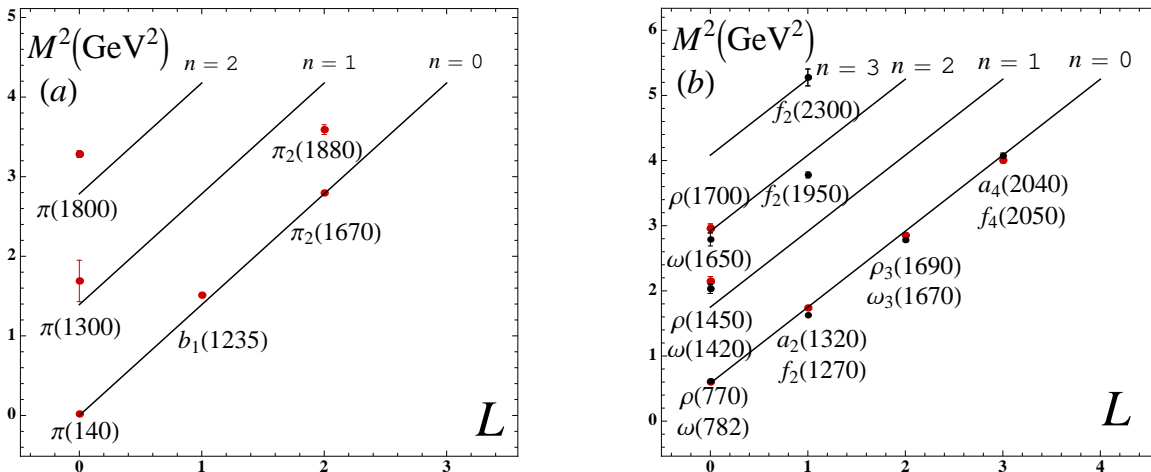 5
4
3
2
1
0
0 1 2 3
M²(GeV²)
(a)
n = 2 n = 1 n = 0
π(1800)
π₂(1880)
π₂(1670)
π(1300)
b₁(1235)
π(140)
L
6
5
4
3
2
1
0
0 1 2 3 4
M²(GeV²)
(b)
n = 3 n = 2 n = 1 n = 0
f₂(2300)
ρ(1700)
f₂(1950)
a₄(2040)
f₄(2050)
ω(1650)
ρ₃(1690)
ω₃(1670)
ρ(1450)
ω(1420)
a₂(1320)
f₂(1270)
ρ(770)
ω(782)
L